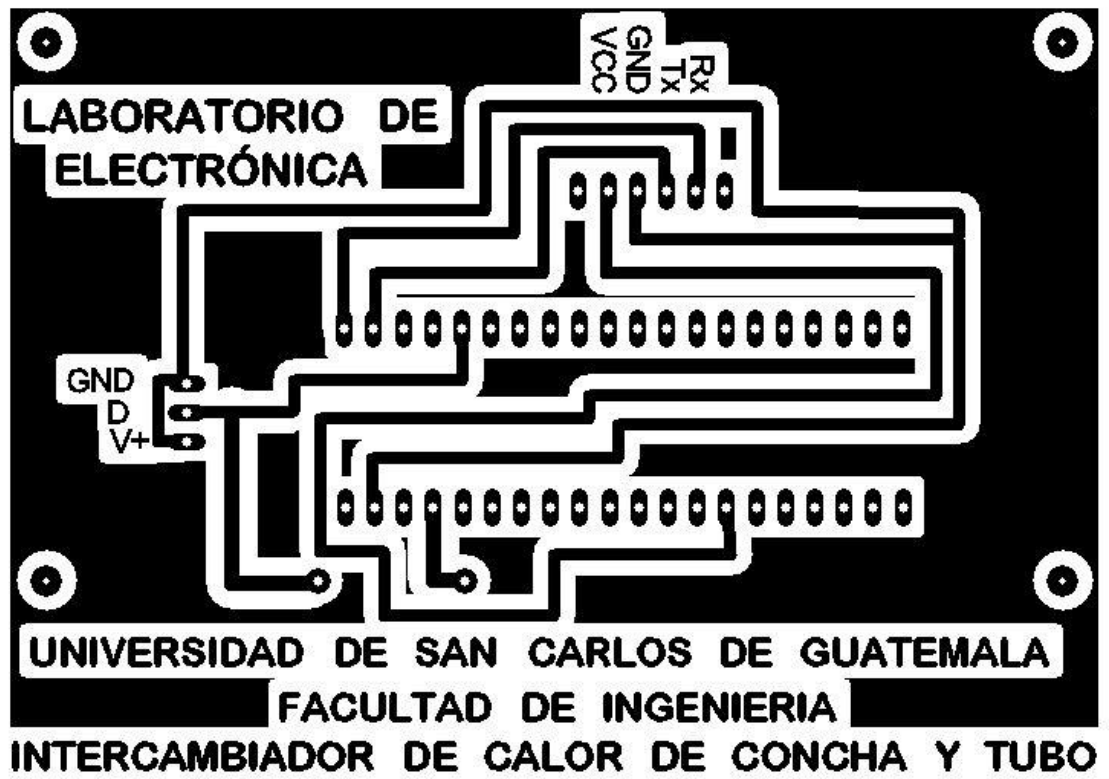 VCC
GND
Tx
Rx
LABORATORIO DE
ELECTRÓNICA
GND
D
V+
UNIVERSIDAD DE SAN CARLOS DE GUATEMALA
FACULTAD DE INGENIERIA
INTERCAMBIADOR DE CALOR DE CONCHA Y TUBO